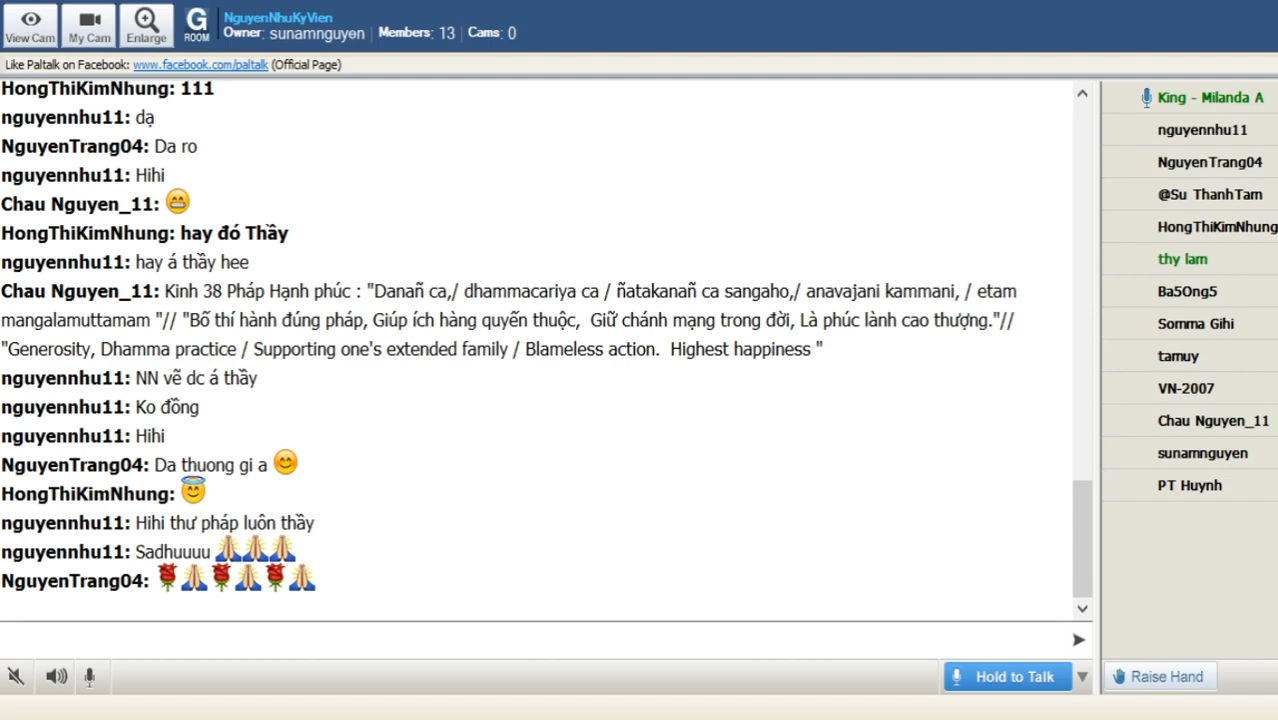 View Cam
My Cam
Enlarge
G
ROOM
NguyenNhuKyVien
Owner: sunamnguyen | Members: 13 | Cams: 0
Like Paltalk on Facebook: www.facebook.com/paltalk (Official Page)
HongThiKimNhung: 111
nguyennhu11: dạ
NguyenTrang04: Da ro
nguyennhu11: Hihi
Chau Nguyen_11: 😁
HongThiKimNhung: hay đó Thầy
nguyennhu11: hay á thầy hee
Chau Nguyen_11: Kinh 38 Pháp Hạnh phúc : "Danañ ca,/ dhammacariya ca / ñatakanañ ca sangaho,/ anavajani kammani, / etam
mangalamuttamam "// "Bố thí hành đúng pháp, Giúp ích hàng quyến thuộc, Giữ chánh mạng trong đời, Là phúc lành cao thượng."//
"Generosity, Dhamma practice / Supporting one's extended family / Blameless action. Highest happiness "
nguyennhu11: NN vẽ dc á thầy
nguyennhu11: Ko đồng
nguyennhu11: Hihi
NguyenTrang04: Da thuong gi a 😊
HongThiKimNhung: 😇
nguyennhu11: Hihi thư pháp luôn thầy
nguyennhu11: Sadhuuuu 🙏🙏🙏
NguyenTrang04: 🌹🙏🌹🙏🌹🙏
King - Milanda A
nguyennhu11
NguyenTrang04
@Su ThanhTam
HongThiKimNhung
thy lam
Ba5Ong5
Somma Gihi
tamuy
VN-2007
Chau Nguyen_11
sunamnguyen
PT Huynh
Hold to Talk
Raise Hand